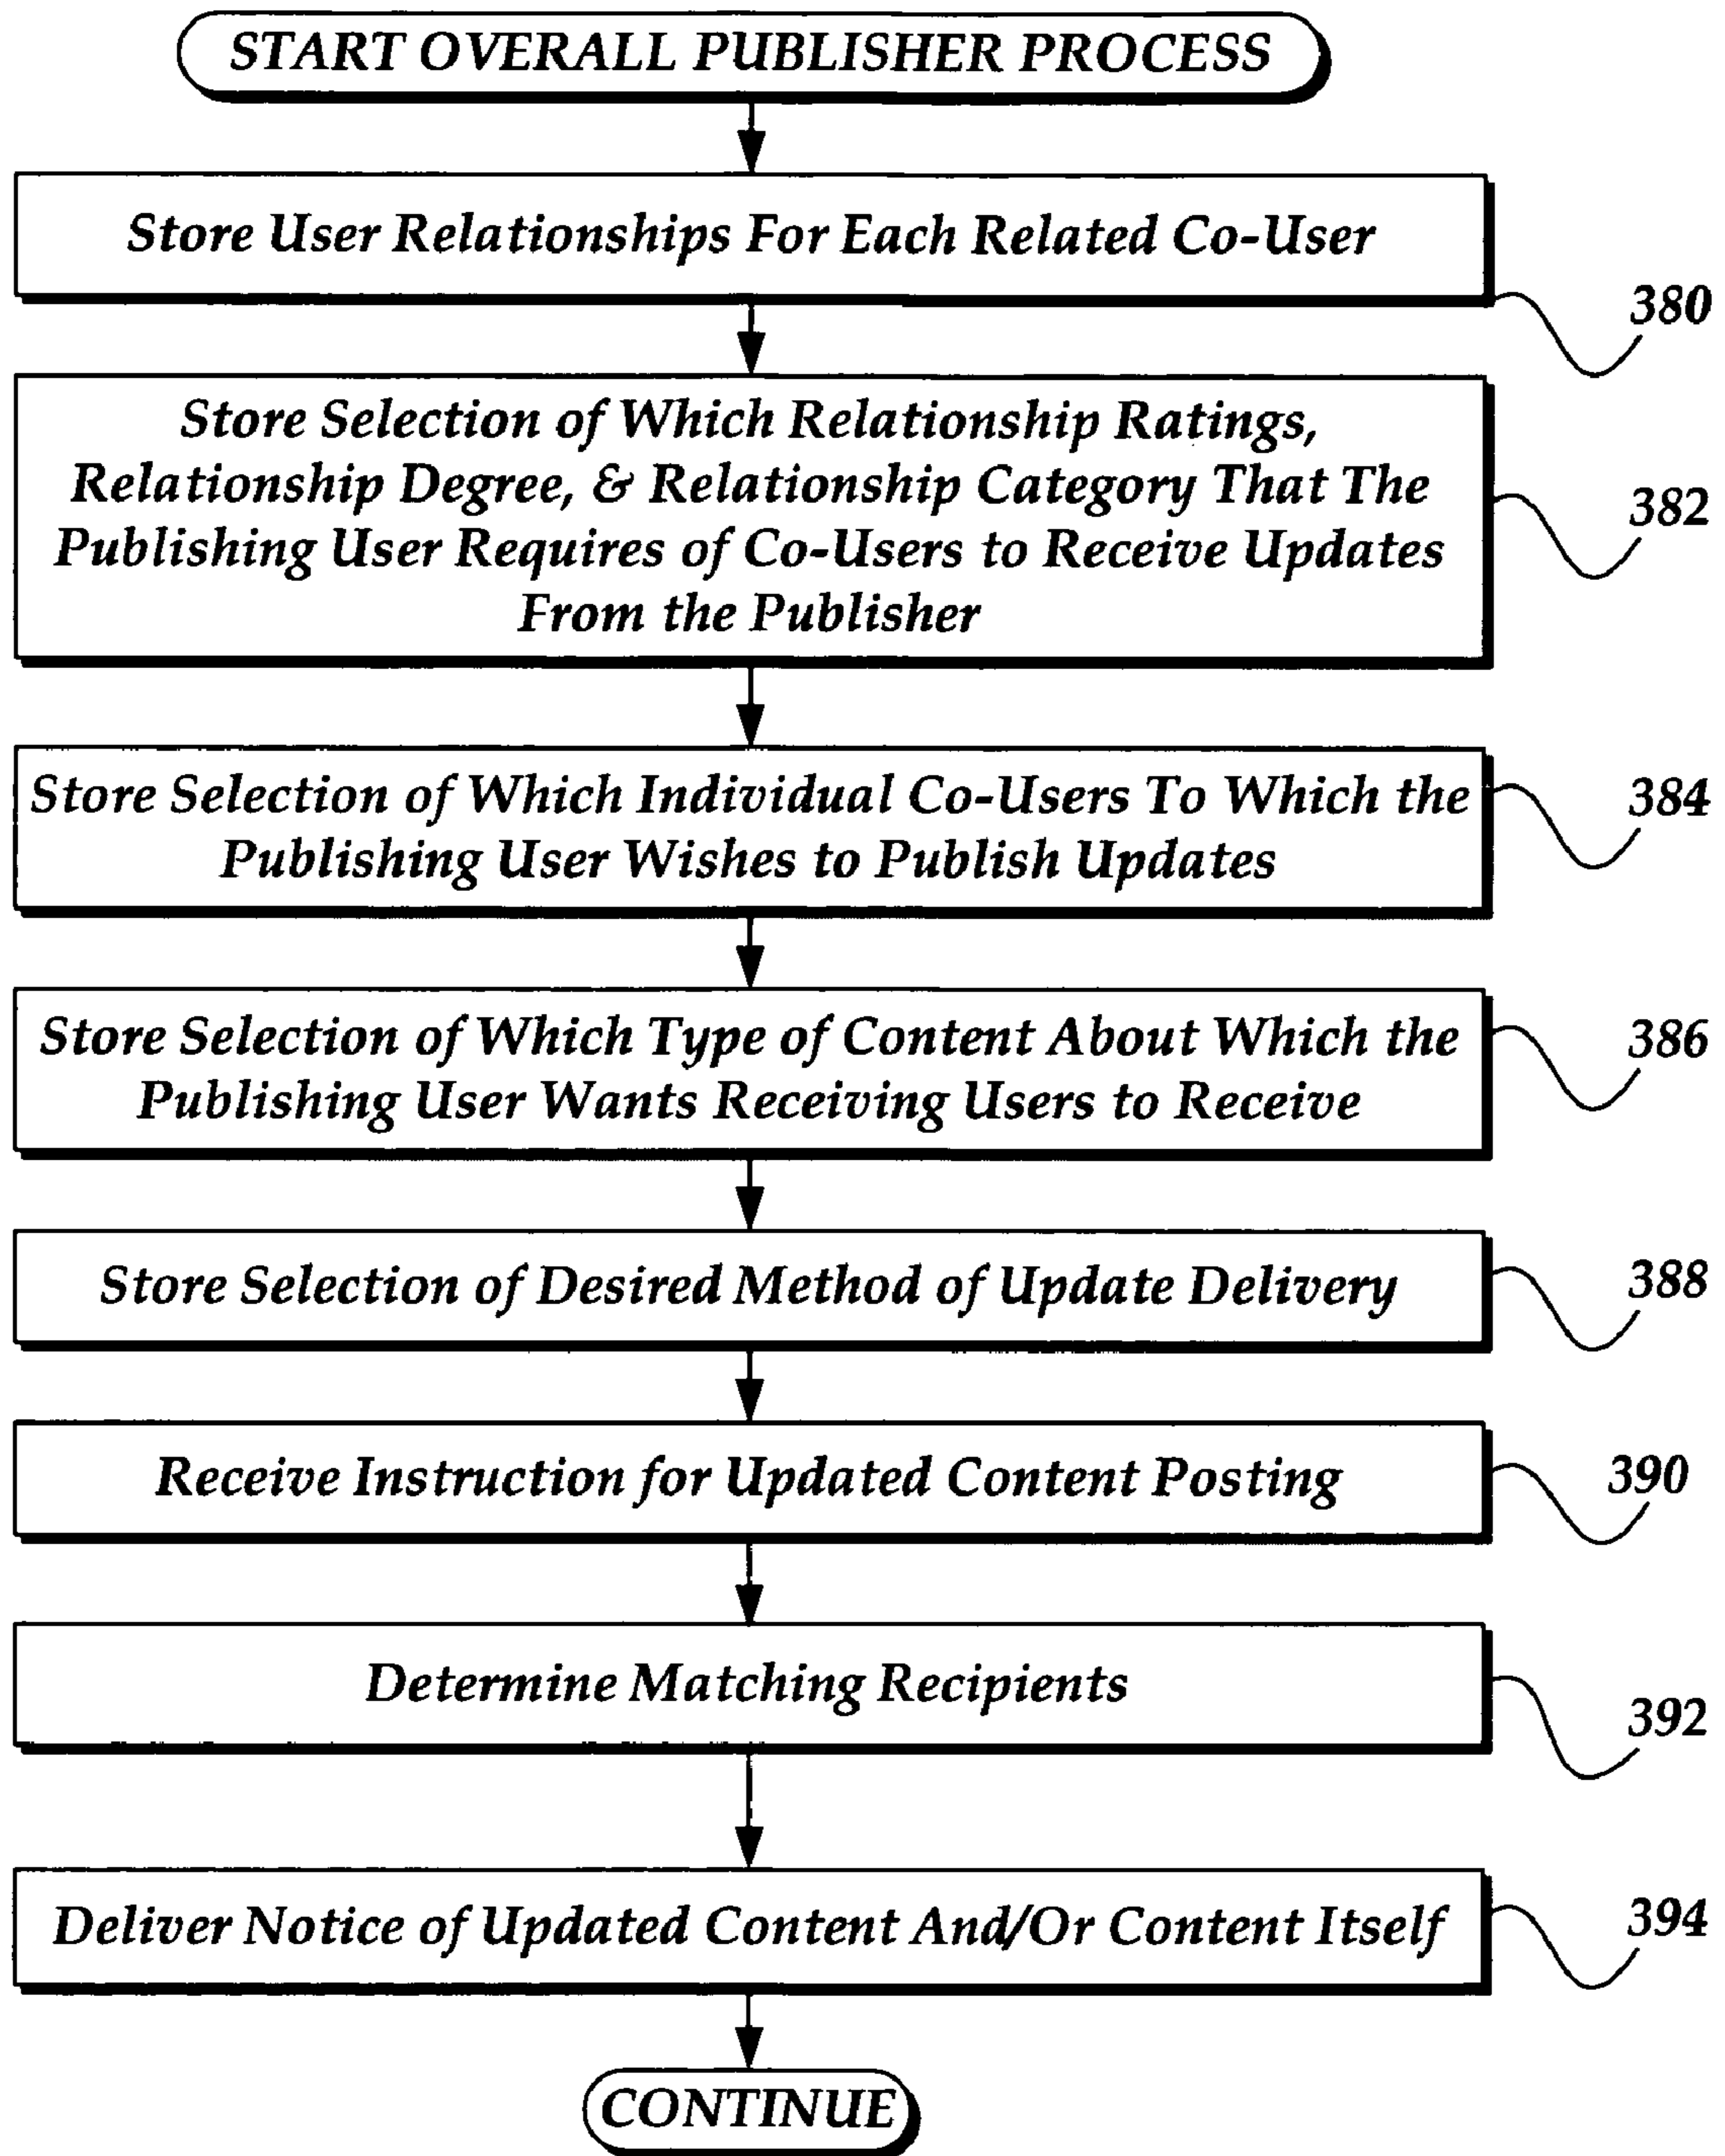 START OVERALL PUBLISHER PROCESS
Store User Relationships For Each Related Co-User
380
Store Selection of Which Relationship Ratings,
Relationship Degree, & Relationship Category That The
Publishing User Requires of Co-Users to Receive Updates
From the Publisher
382
Store Selection of Which Individual Co-Users To Which the
Publishing User Wishes to Publish Updates
384
Store Selection of Which Type of Content About Which the
Publishing User Wants Receiving Users to Receive
386
Store Selection of Desired Method of Update Delivery
388
Receive Instruction for Updated Content Posting
390
Determine Matching Recipients
392
Deliver Notice of Updated Content And/Or Content Itself
394
CONTINUE